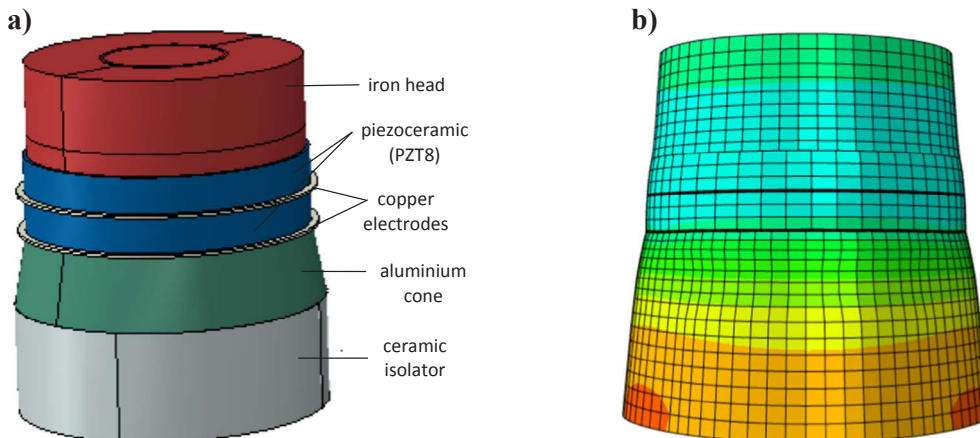 a)
b)
iron head
piezoceramic
(PZT8)
copper
electrodes
aluminium
cone
ceramic
isolator